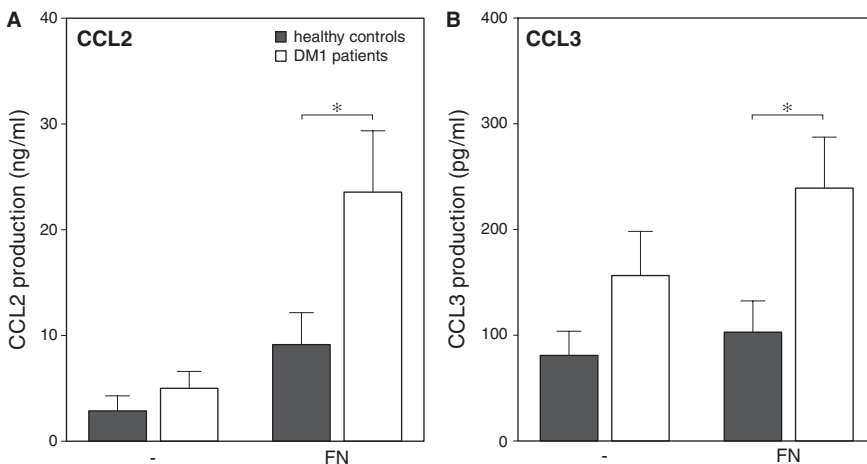 A
CCL2
healthy controls
DM1 patients
CCL2 production (ng/ml)
40
30
20
10
0
*
-
FN
B
CCL3
CCL3 production (pg/ml)
400
300
200
100
0
*
-
FN